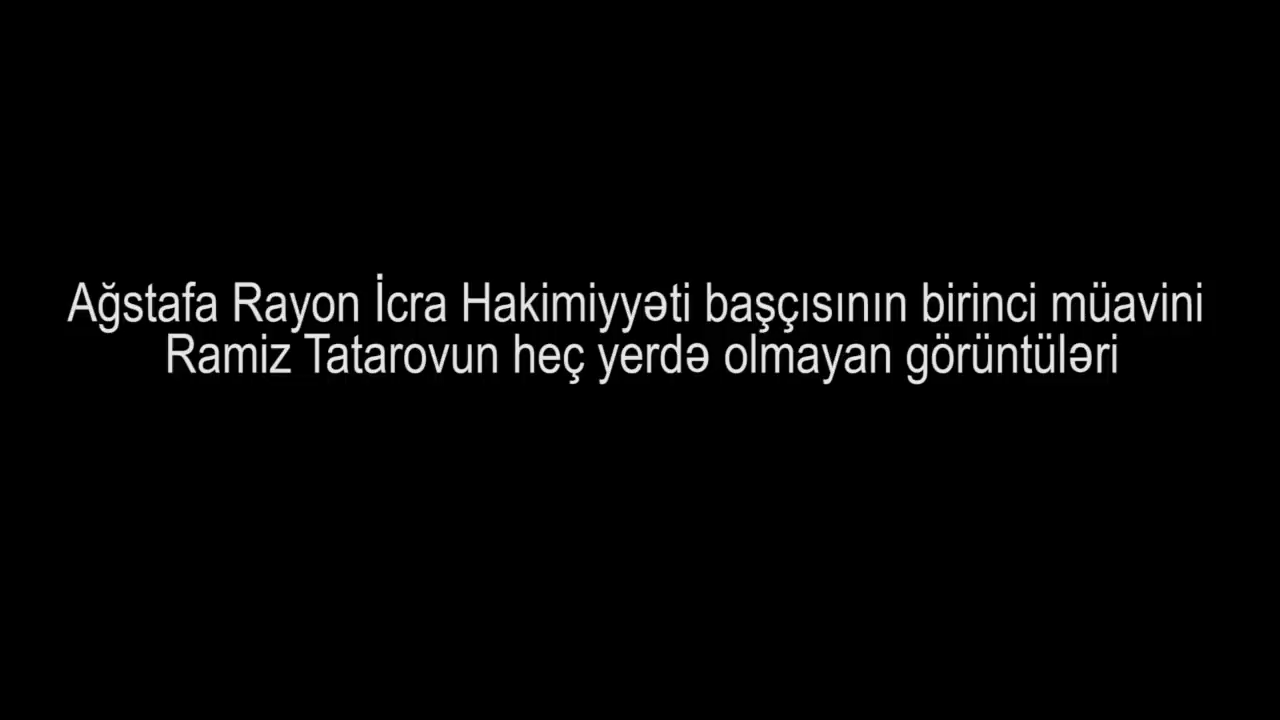 Ağstafa Rayon İcra Hakimiyyəti başçısının birinci müavini
Ramiz Tatarovun heç yerdə olmayan görüntüləri